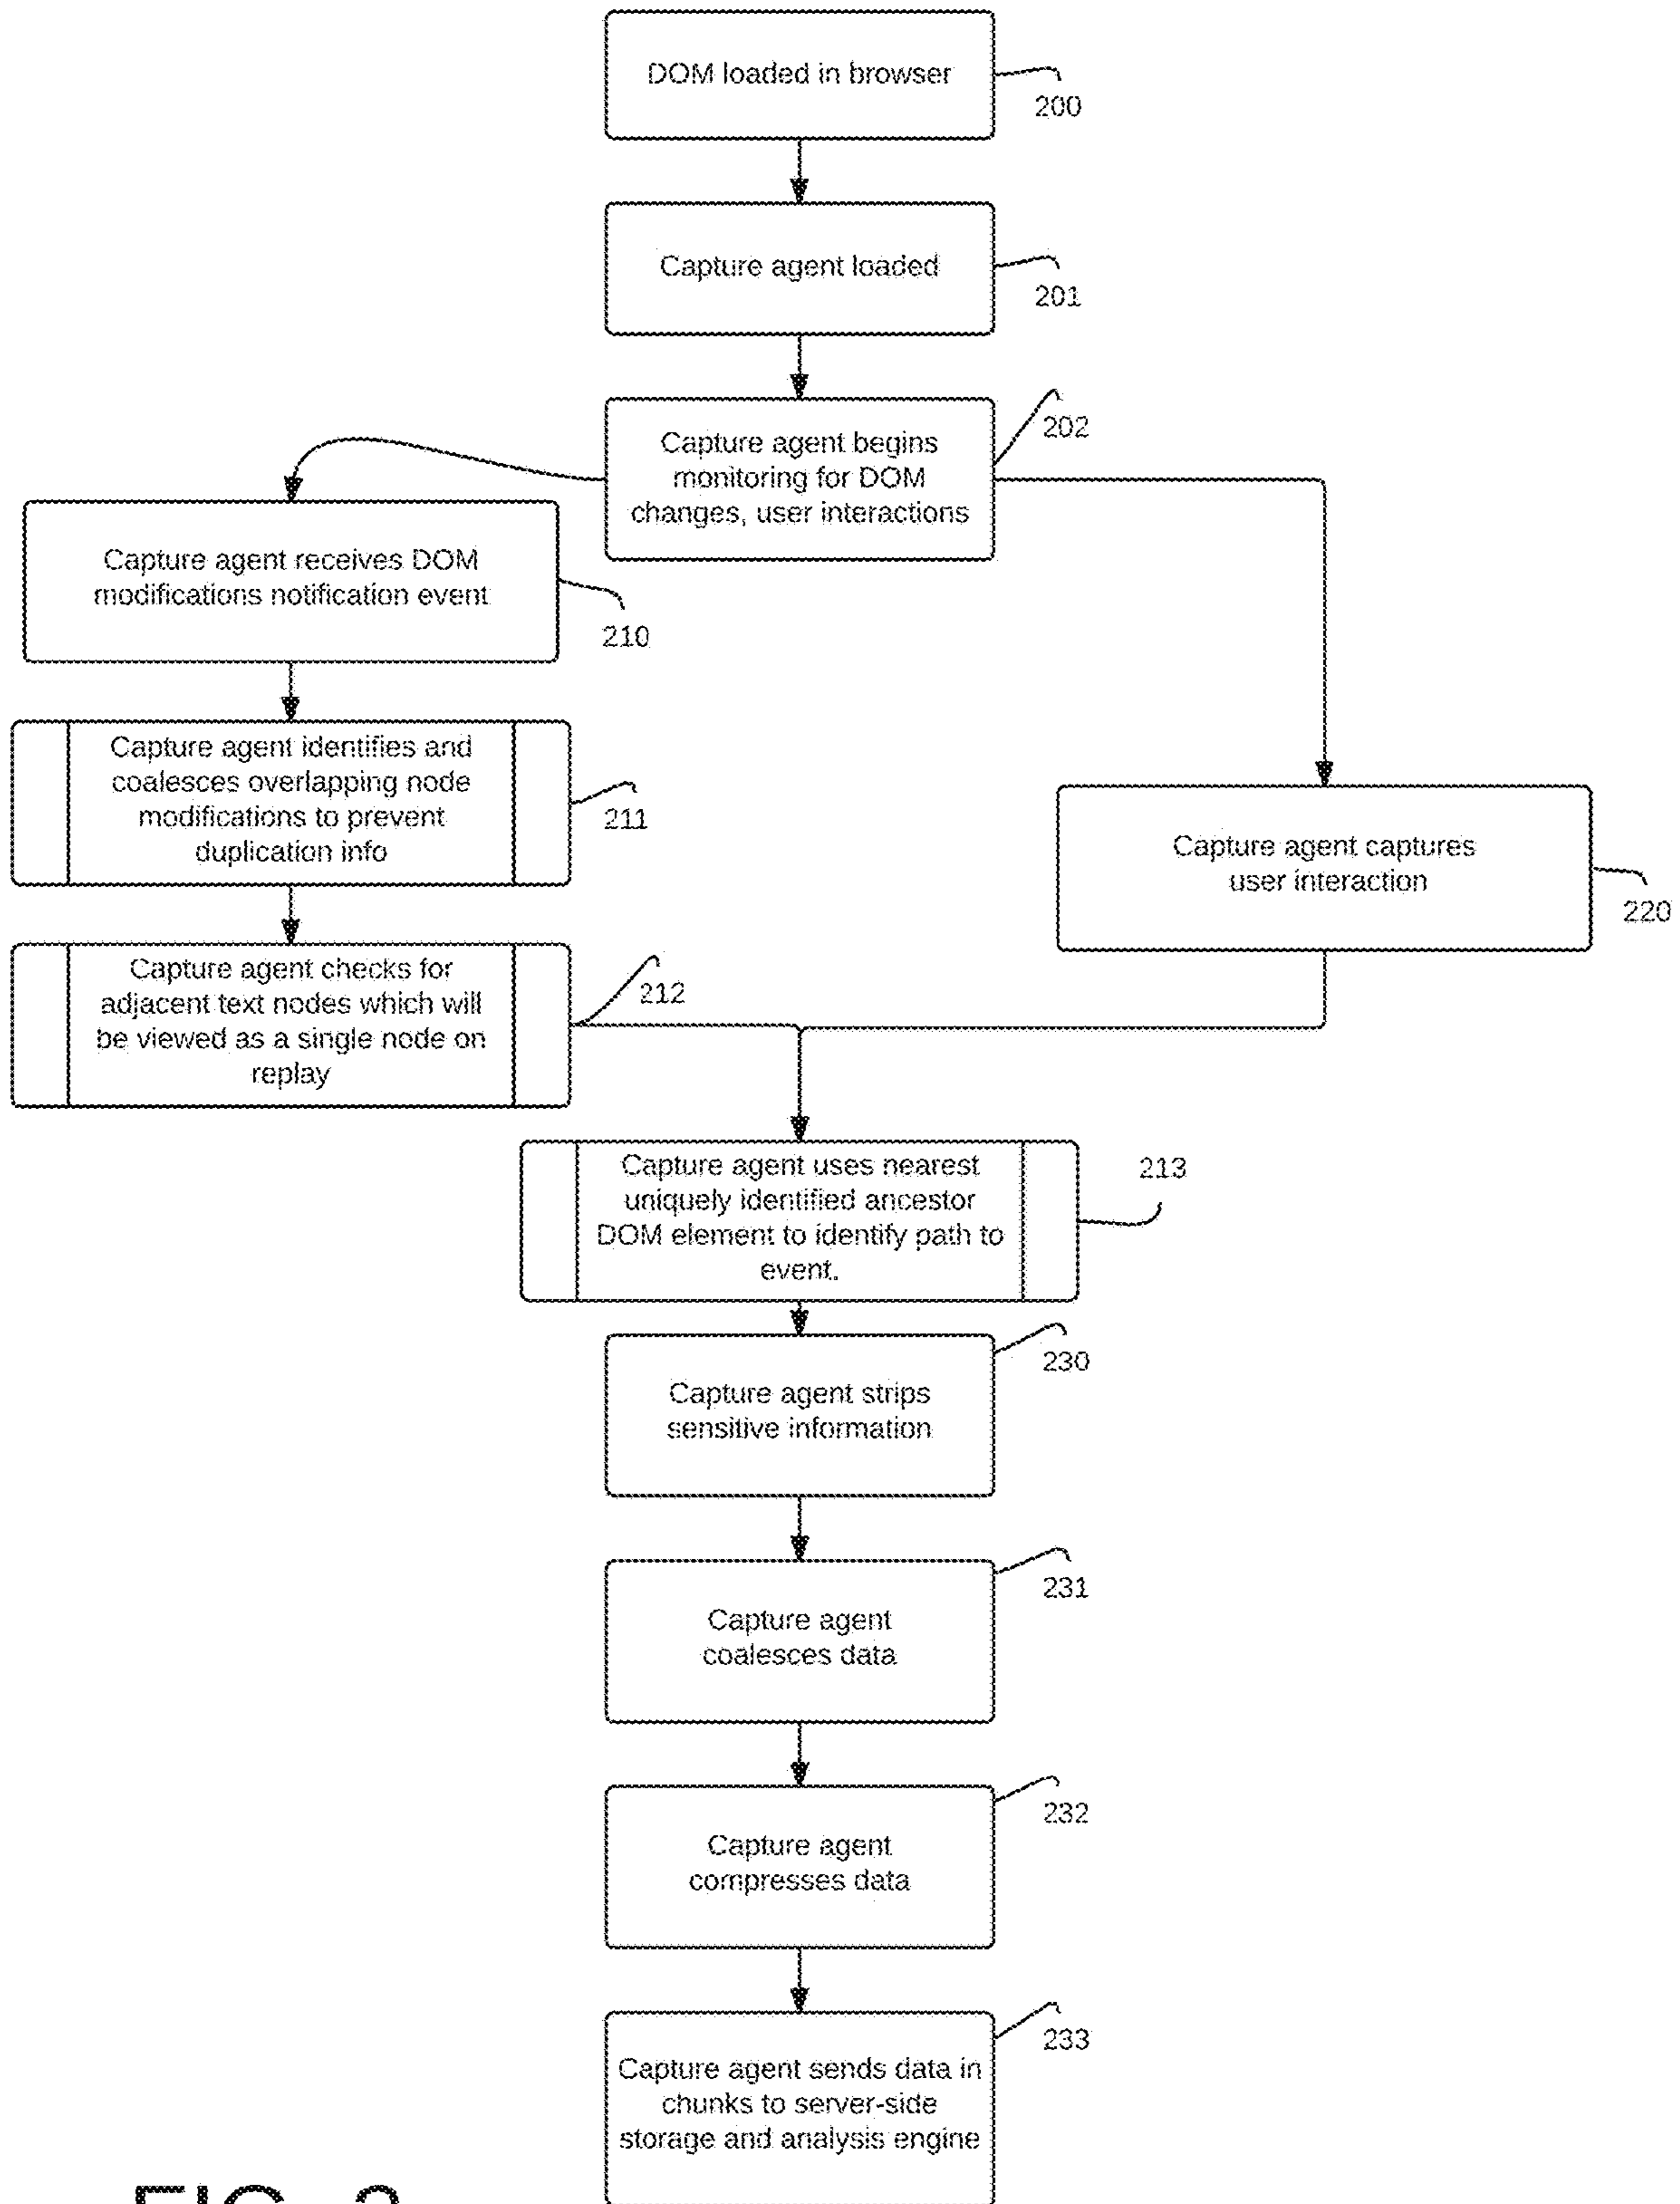 DOM loaded in browser
200
Capture agent loaded
201
Capture agent begins
monitoring for DOM
changes, user interactions
202
Capture agent receives DOM
modifications notification event
210
Capture agent identifies and
coalesces overlapping node
modifications to prevent
duplication info
211
Capture agent captures
user interaction
220
Capture agent checks for
adjacent text nodes which will
be viewed as a single node on
replay
212
Capture agent uses nearest
uniquely identified ancestor
DOM element to identify path to
event.
213
Capture agent strips
sensitive information
230
Capture agent
coalesces data
231
Capture agent
compresses data
232
Capture agent sends data in
chunks to server-side
storage and analysis engine
233
FIG.